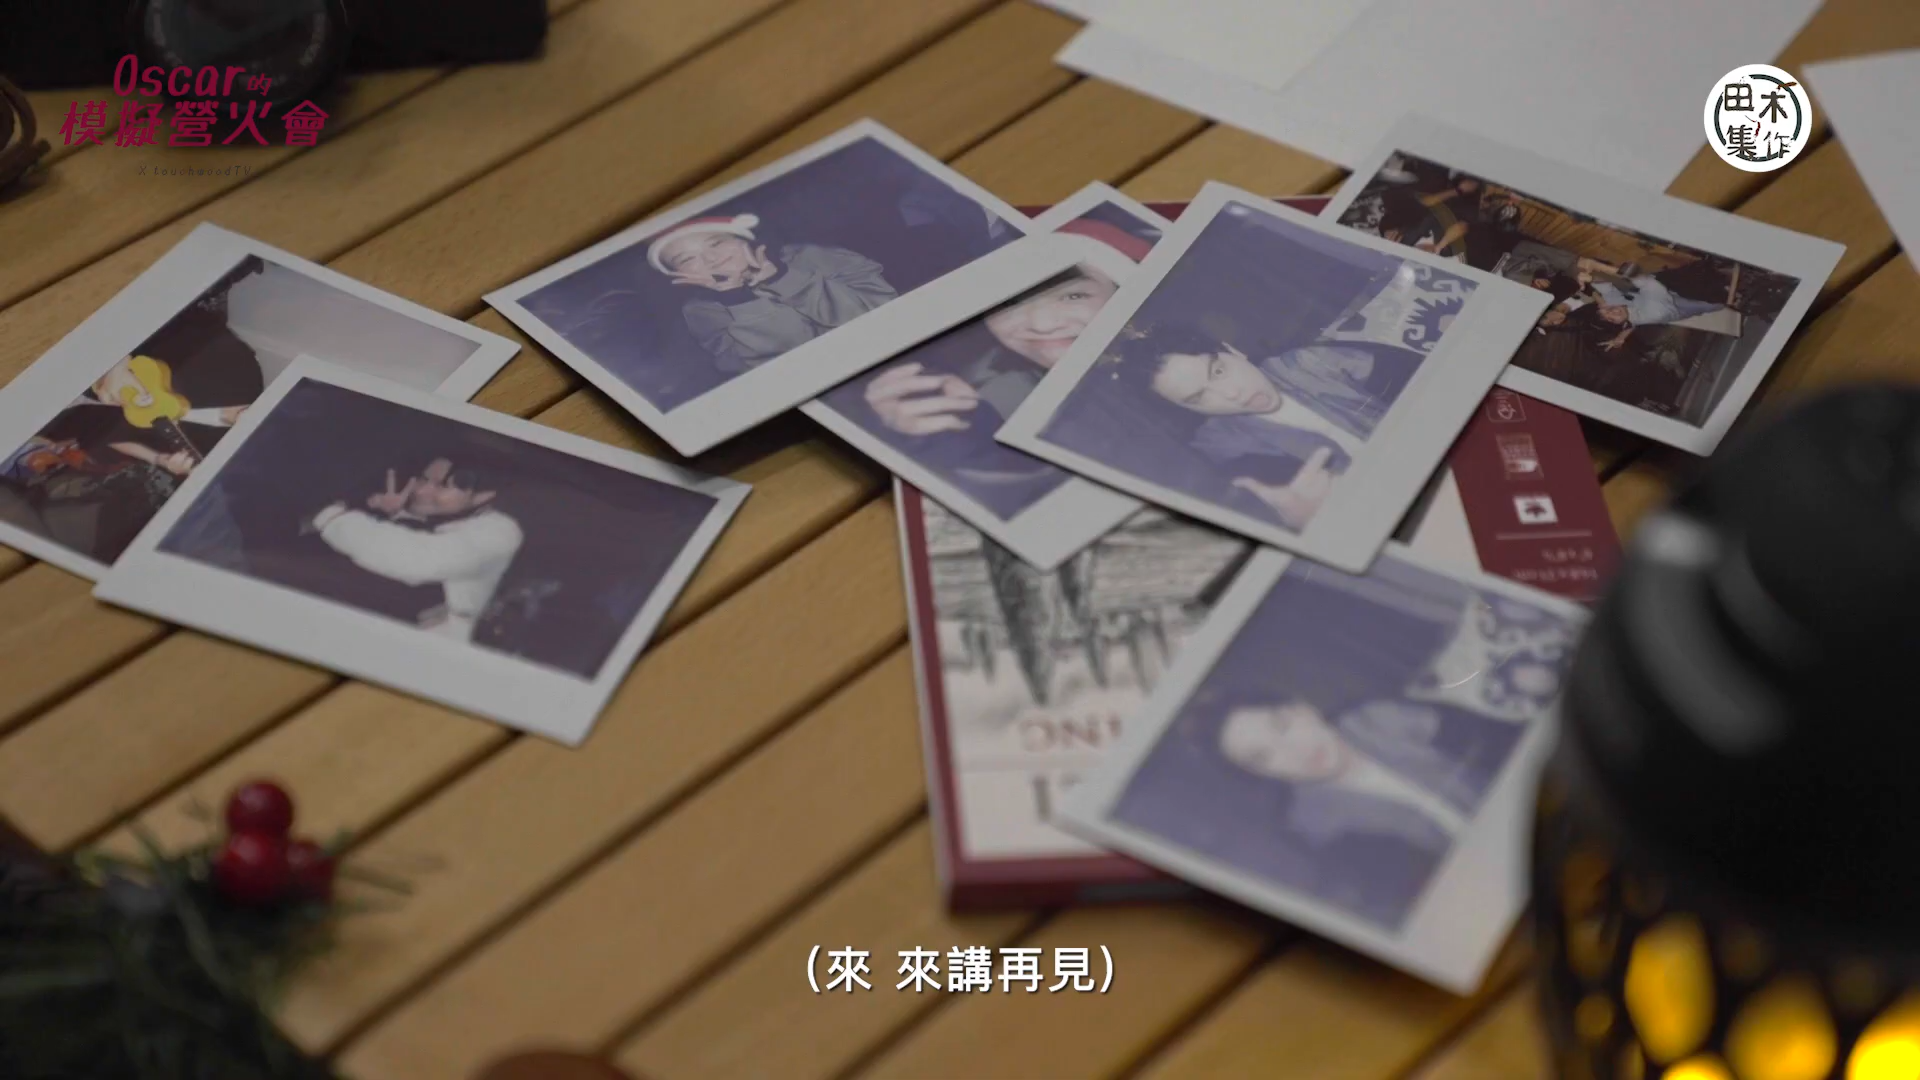 Oscar的
模擬營火會
X touchwoodTV
田木
集作
(來 來講再見)